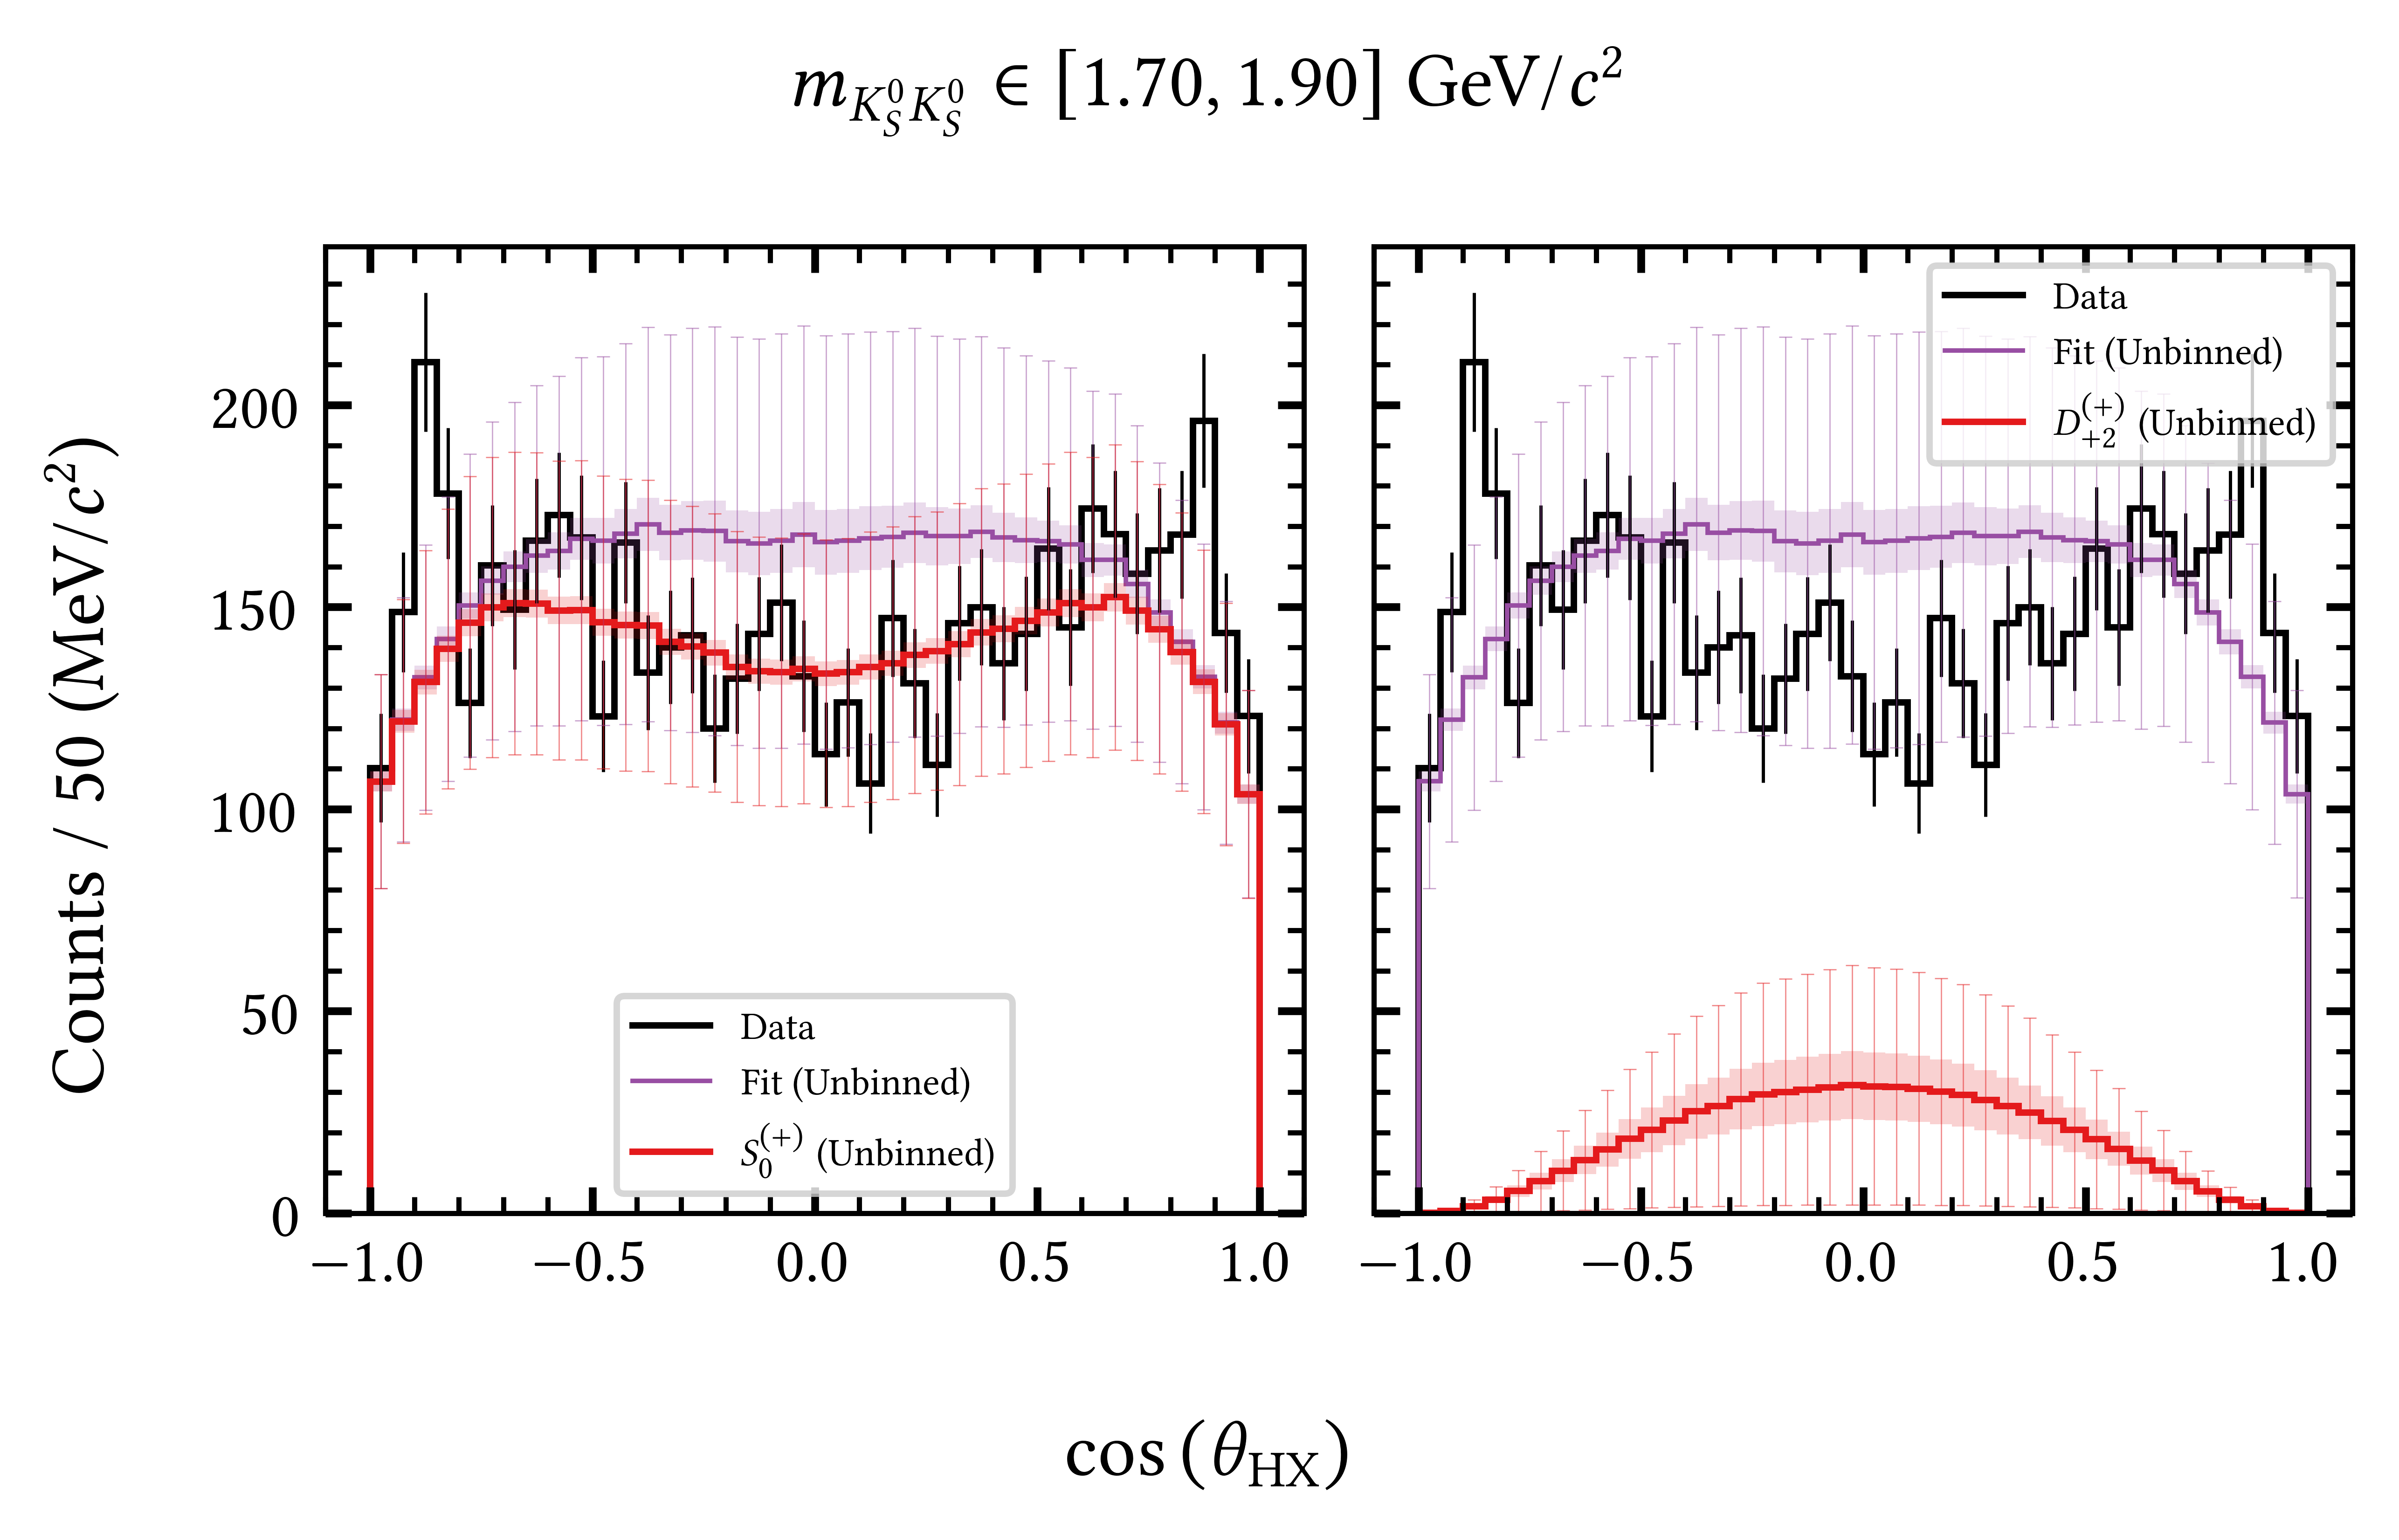 m_{K_S^0 K_S^0} ∈ [1.70, 1.90] GeV/c²
Counts / 50 (MeV/c²)
200
150
100
50
0
Data
Fit (Unbinned)
S_0^{(+)} (Unbinned)
−1.0 −0.5 0.0 0.5 1.0
Data
Fit (Unbinned)
D_{+2}^{(+)} (Unbinned)
−1.0 −0.5 0.0 0.5 1.0
cos (θ_{HX})